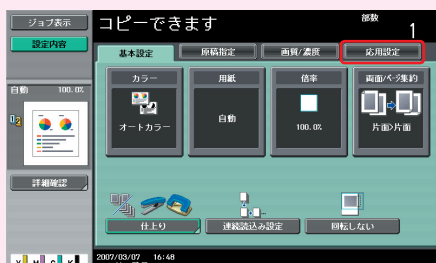 ジョブ表示
設定内容
コピーできます
部数
1
基本設定
原稿指定
画質/濃度
応用設定
自動 100.0%
カラー
オートカラー
用紙
自動
倍率
100.0%
両面/ページ集約
片面>片面
詳細確認
仕上り
連続読込み設定
回転しない
Y M C K
2007/03/07 16:48